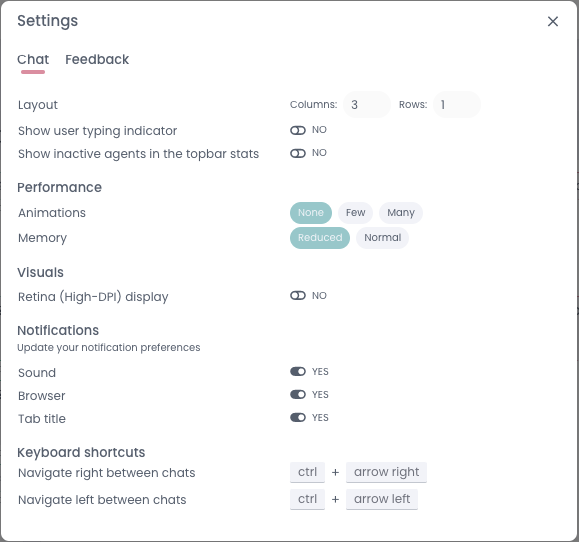 Settings
Chat Feedback
Layout Columns: 3 Rows: 1
Show user typing indicator NO
Show inactive agents in the topbar stats NO
Performance
Animations None Few Many
Memory Reduced Normal
Visuals
Retina (High-DPI) display NO
Notifications
Update your notification preferences
Sound YES
Browser YES
Tab title YES
Keyboard shortcuts
Navigate right between chats ctrl + arrow right
Navigate left between chats ctrl + arrow left